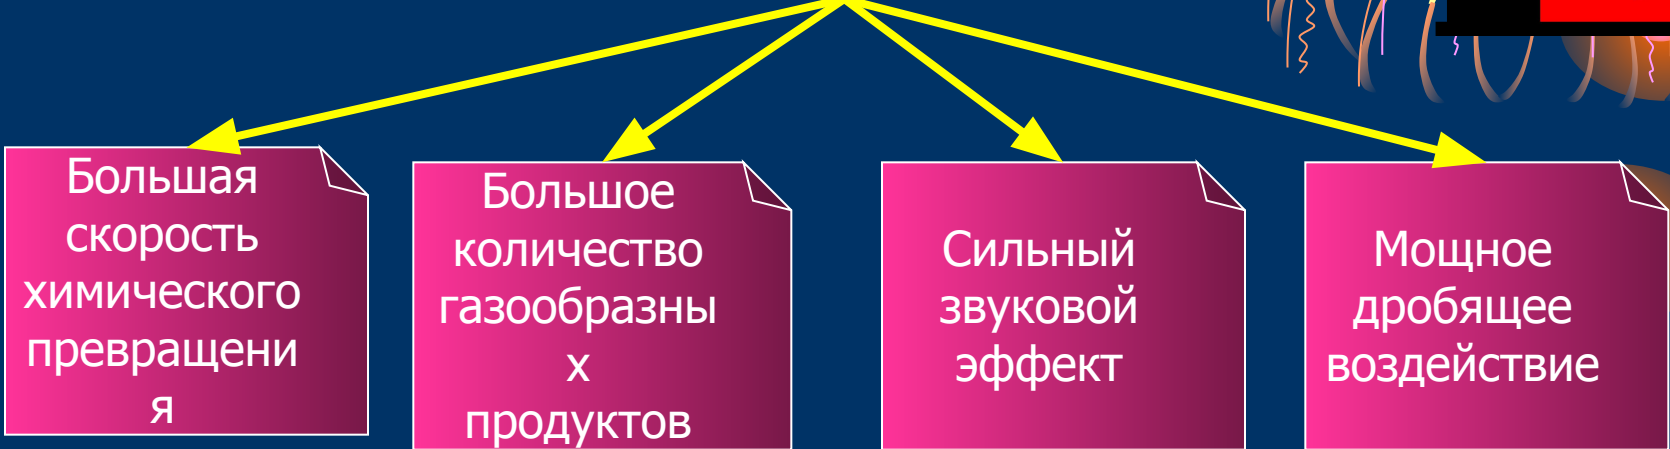 Большая
скорость
химического
превращени
я
Большое
количество
газообразны
х
продуктов
Сильный
звуковой
эффект
Мощное
дробящее
воздействие